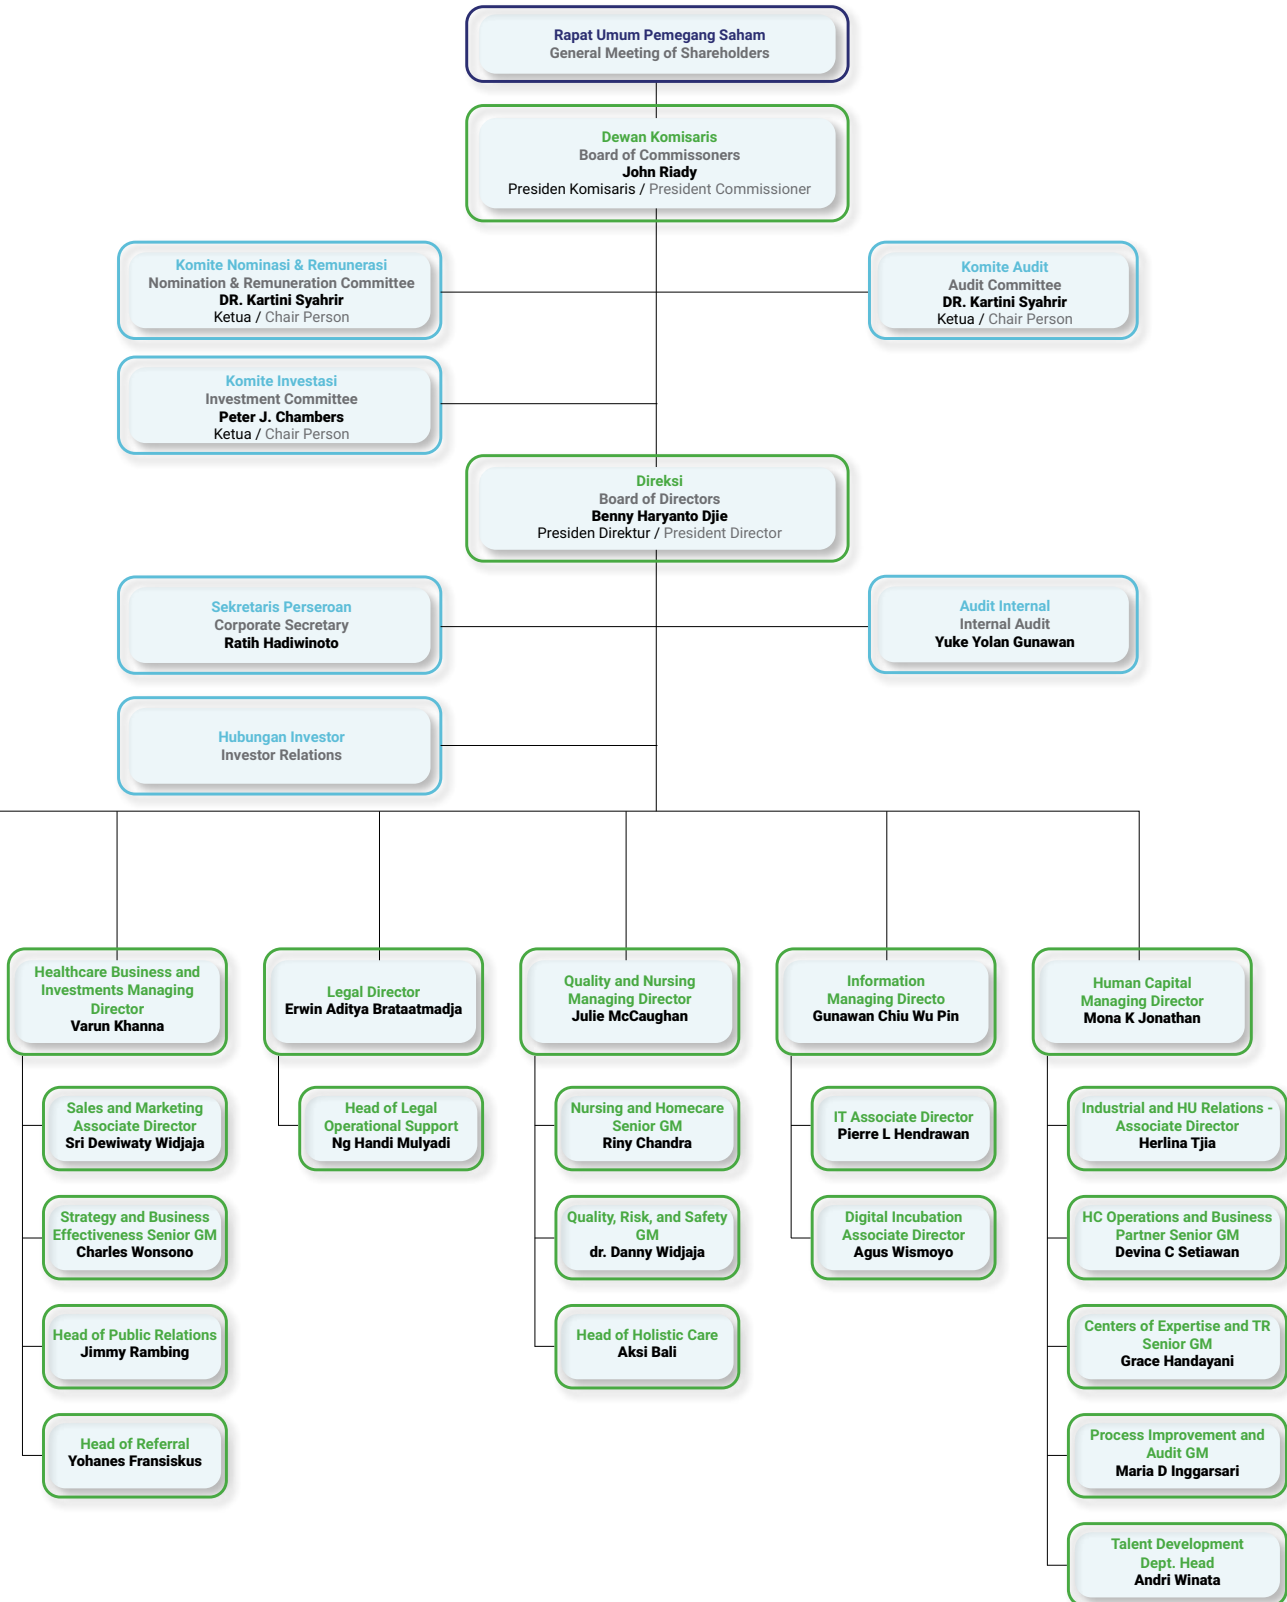 Rapat Umum Pemegang Saham
General Meeting of Shareholders
Dewan Komisaris
Board of Commissoners
John Riady
Presiden Komisaris / President Commissioner
Komite Nominasi & Remunerasi
Nomination & Remuneration Committee
DR. Kartini Syahrir
Ketua / Chair Person
Komite Audit
Audit Committee
DR. Kartini Syahrir
Ketua / Chair Person
Komite Investasi
Investment Committee
Peter J. Chambers
Ketua / Chair Person
Direksi
Board of Directors
Benny Haryanto Djie
Presiden Direktur / President Director
Sekretaris Perseroan
Corporate Secretary
Ratih Hadiwinoto
Audit Internal
Internal Audit
Yuke Yolan Gunawan
Hubungan Investor
Investor Relations
Healthcare Business and
Investments Managing
Director
Varun Khanna
Legal Director
Erwin Aditya Brataatmadja
Quality and Nursing
Managing Director
Julie McCaughan
Information
Managing Directo
Gunawan Chiu Wu Pin
Human Capital
Managing Director
Mona K Jonathan
Sales and Marketing
Associate Director
Sri Dewiwaty Widjaja
Head of Legal
Operational Support
Ng Handi Mulyadi
Nursing and Homecare
Senior GM
Riny Chandra
IT Associate Director
Pierre L Hendrawan
Industrial and HU Relations -
Associate Director
Herlina Tjia
Strategy and Business
Effectiveness Senior GM
Charles Wonsono
Quality, Risk, and Safety
GM
dr. Danny Widjaja
Digital Incubation
Associate Director
Agus Wismoyo
HC Operations and Business
Partner Senior GM
Devina C Setiawan
Head of Public Relations
Jimmy Rambing
Head of Holistic Care
Aksi Bali
Centers of Expertise and TR
Senior GM
Grace Handayani
Head of Referral
Yohanes Fransiskus
Process Improvement and
Audit GM
Maria D Inggarsari
Talent Development
Dept. Head
Andri Winata